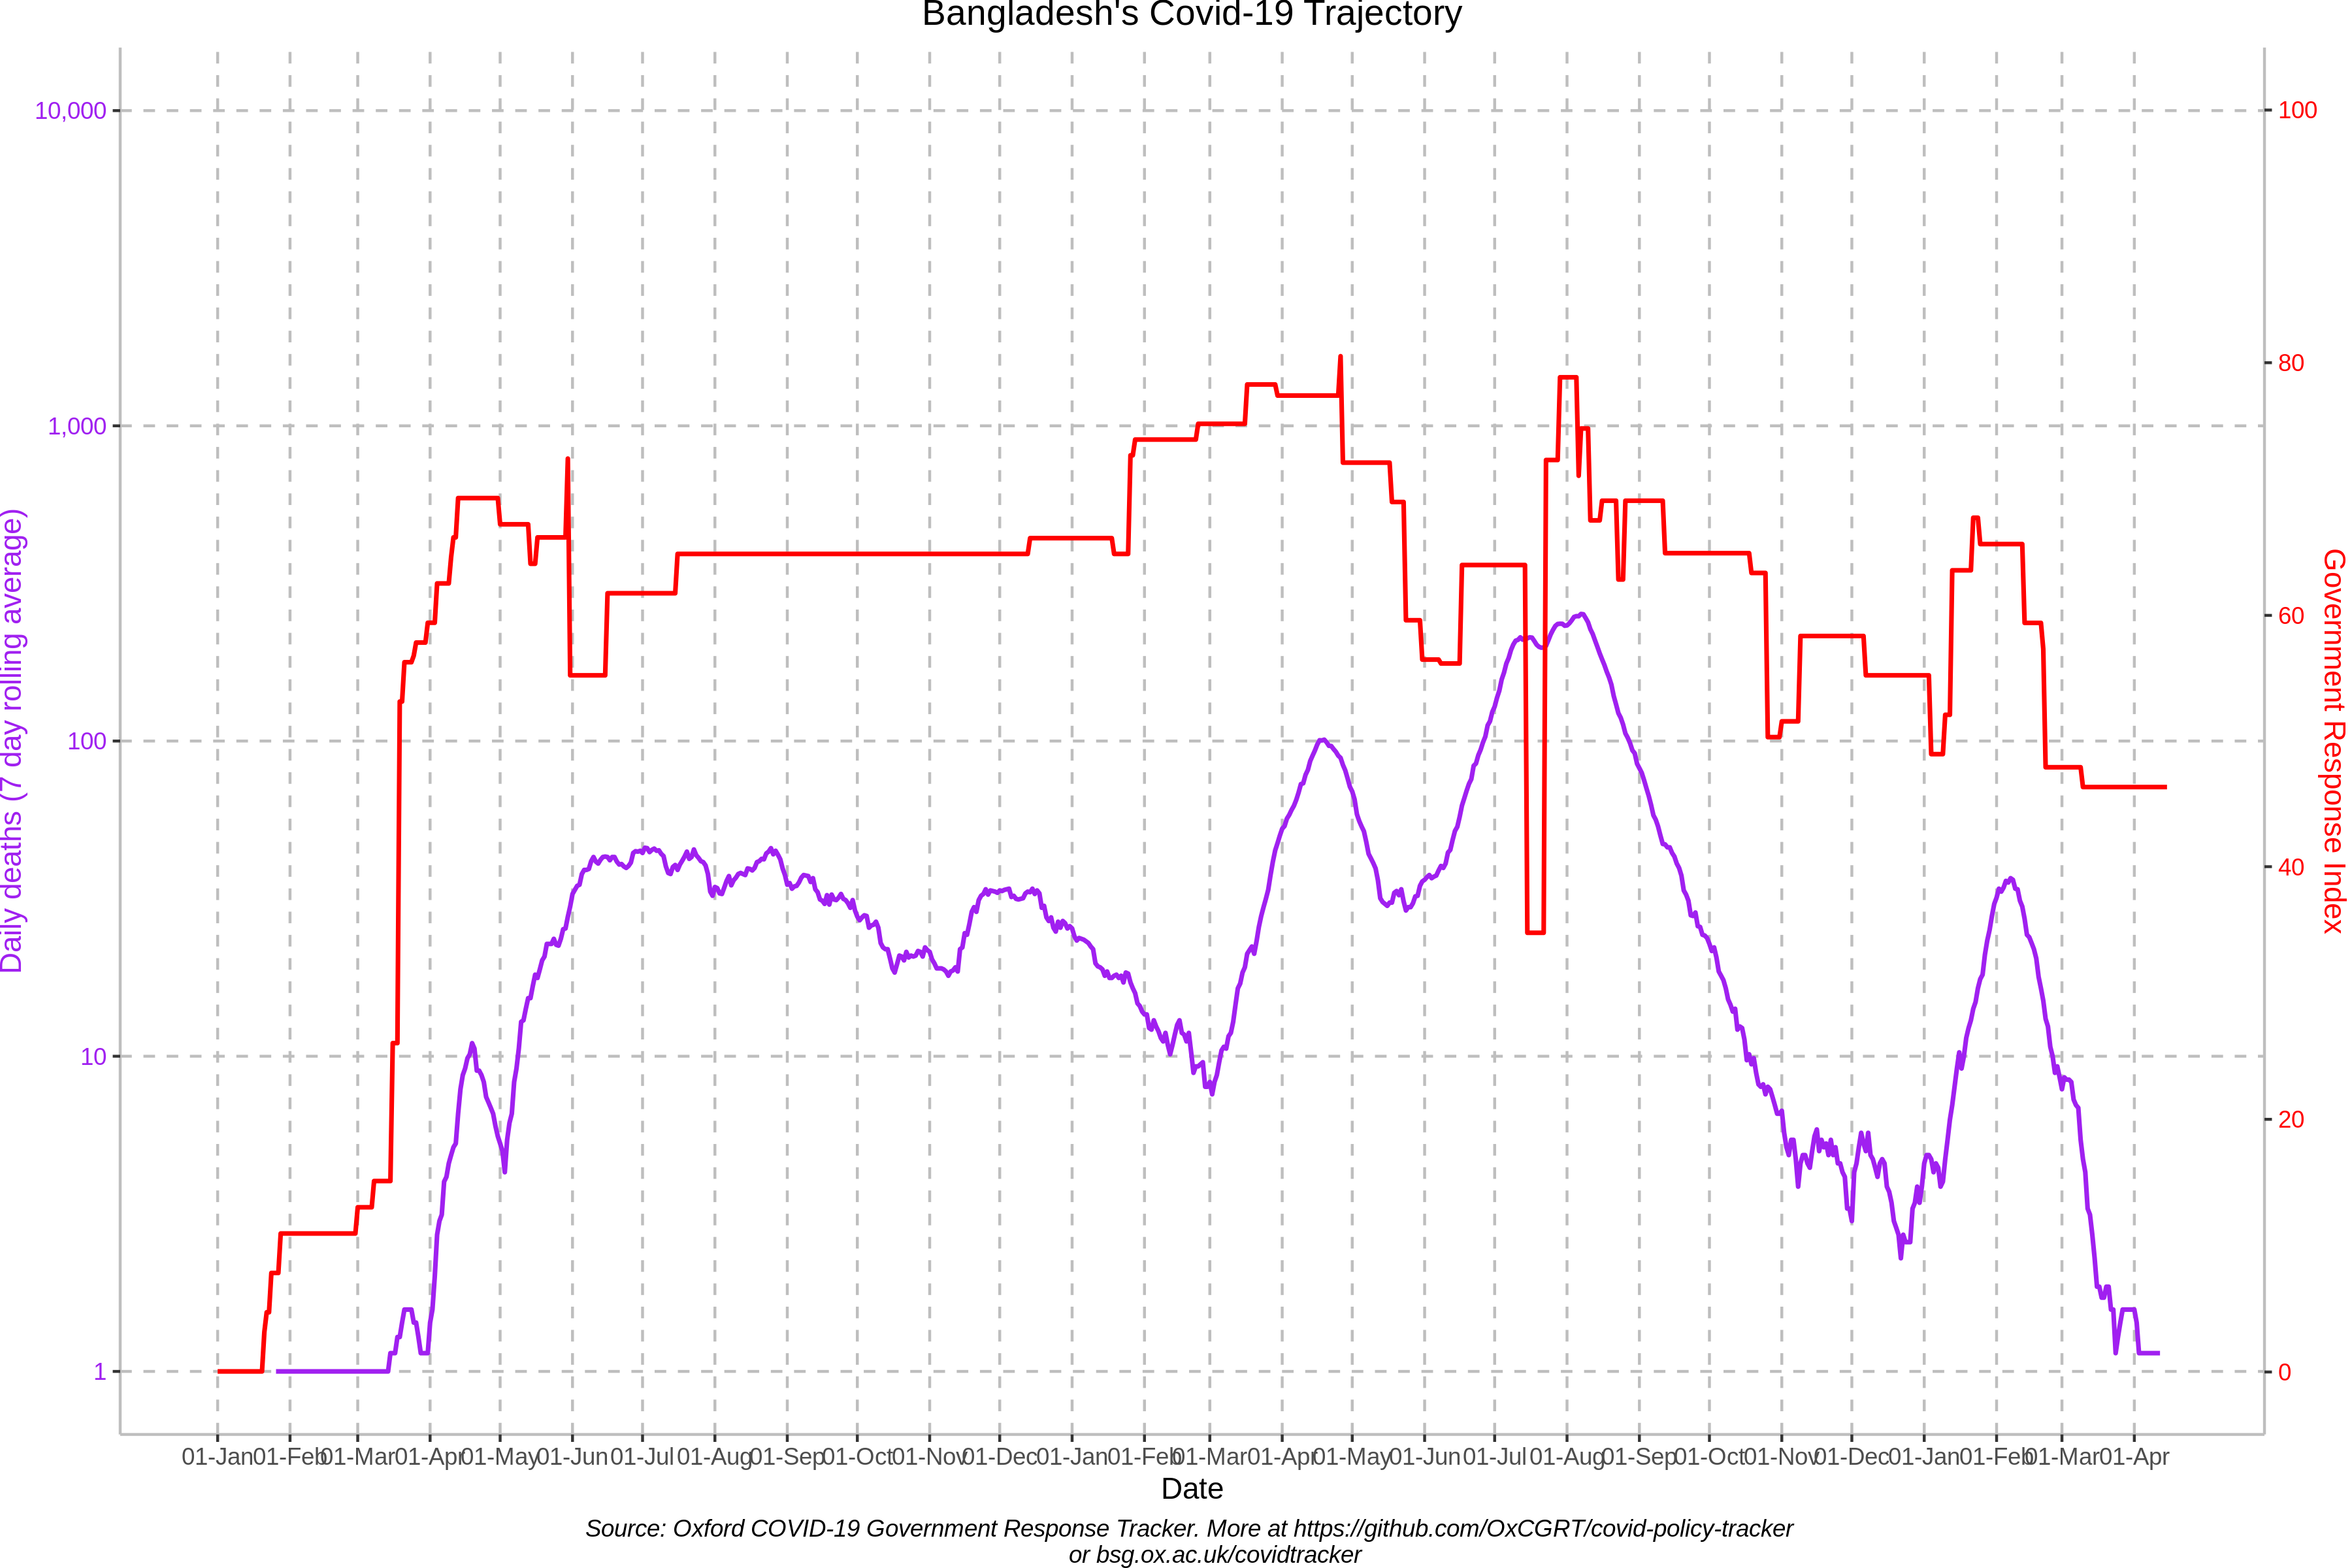 Bangladesh's Covid-19 Trajectory
10,000
1,000
100
10
1
Daily deaths (7 day rolling average)
100
80
60
40
20
0
Government Response Index
01-Jan 01-Feb 01-Mar 01-Apr 01-May 01-Jun 01-Jul 01-Aug 01-Sep 01-Oct 01-Nov 01-Dec 01-Jan 01-Feb 01-Mar 01-Apr 01-May 01-Jun 01-Jul 01-Aug 01-Sep 01-Oct 01-Nov 01-Dec 01-Jan 01-Feb 01-Mar 01-Apr
Date
Source: Oxford COVID-19 Government Response Tracker. More at https://github.com/OxCGRT/covid-policy-tracker
or bsg.ox.ac.uk/covidtracker